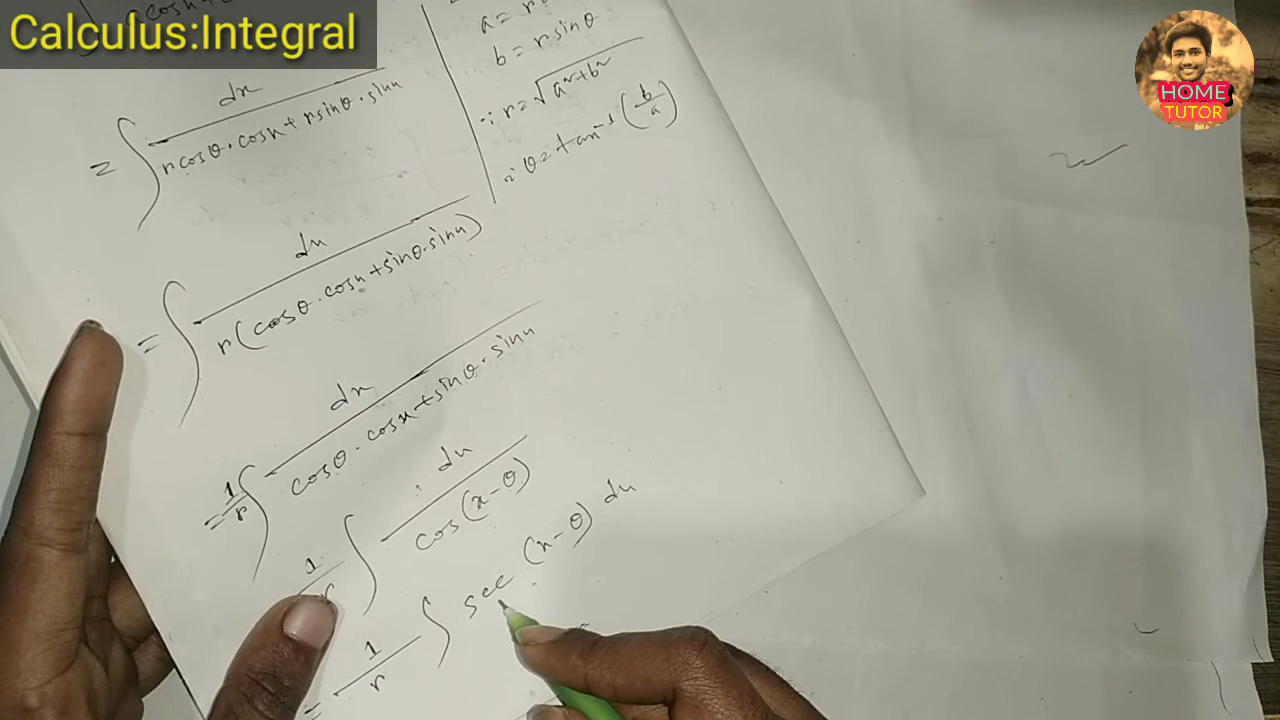 Calculus:Integral
HOME
TUTOR
a =
b = r sinθ
∵ r = √a²+b²
∴ θ = tan⁻¹ (b/a)
= ∫ dx / r cosθ . cosx + r sinθ . sinx
= ∫ dx / r (cosθ . cosx + sinθ . sinx)
= 1/r ∫ dx / cosθ . cosx + sinθ . sinx
1/r ∫ dx / cos (x - θ)
= 1/r ∫ sec (x - θ) dx